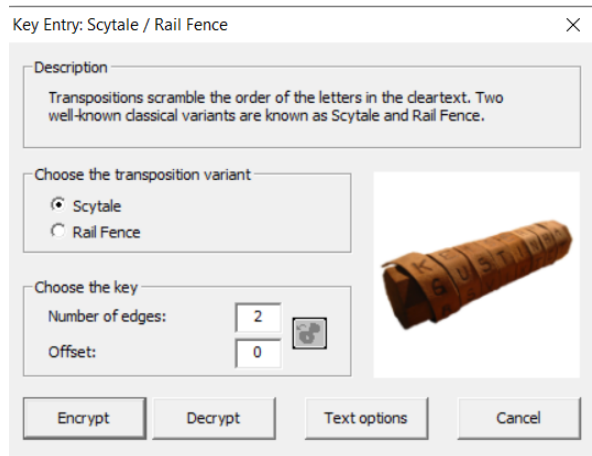 Key Entry: Scytale / Rail Fence
Description
Transpositions scramble the order of the letters in the cleartext. Two
well-known classical variants are known as Scytale and Rail Fence.
Choose the transposition variant
Scytale
Rail Fence
Choose the key
Number of edges:
2
Offset:
0
Encrypt
Decrypt
Text options
Cancel